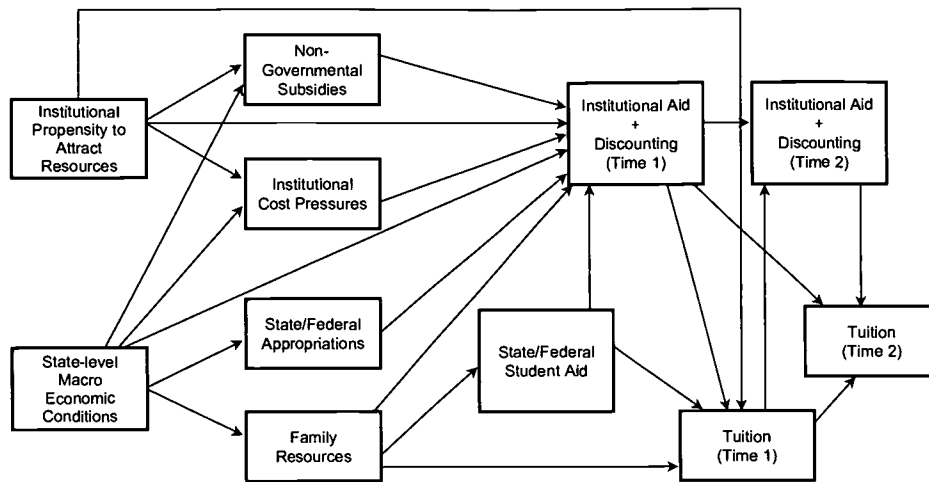 Non-
Governmental
Subsidies
Institutional
Propensity to
Attract
Resources
Institutional Aid
+
Discounting
(Time 1)
Institutional Aid
+
Discounting
(Time 2)
Institutional
Cost Pressures
State/Federal
Appropriations
State/Federal
Student Aid
Tuition
(Time 2)
State-level
Macro
Economic
Conditions
Family
Resources
Tuition
(Time 1)